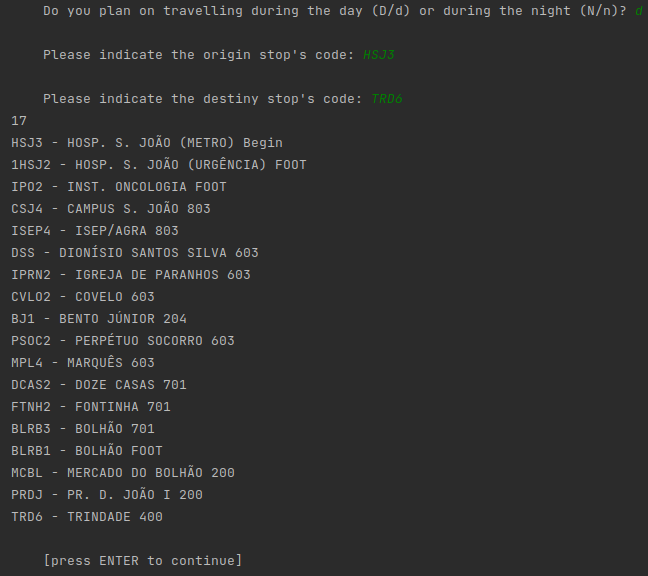 Do you plan on travelling during the day (D/d) or during the night (N/n)? d
Please indicate the origin stop's code: HSJ3
Please indicate the destiny stop's code: TRD6
17
HSJ3 - HOSP. S. JOÃO (METRO) Begin
1HSJ2 - HOSP. S. JOÃO (URGÊNCIA) FOOT
IPO2 - INST. ONCOLOGIA FOOT
CSJ4 - CAMPUS S. JOÃO 803
ISEP4 - ISEP/AGRA 803
DSS - DIONÍSIO SANTOS SILVA 603
IPRN2 - IGREJA DE PARANHOS 603
CVLO2 - COVELO 603
BJ1 - BENTO JÚNIOR 204
PSOC2 - PERPÉTUO SOCORRO 603
MPL4 - MARQUÊS 603
DCAS2 - DOZE CASAS 701
FTNH2 - FONTINHA 701
BLRB3 - BOLHÃO 701
BLRB1 - BOLHÃO FOOT
MCBL - MERCADO DO BOLHÃO 200
PRDJ - PR. D. JOÃO I 200
TRD6 - TRINDADE 400
[press ENTER to continue]